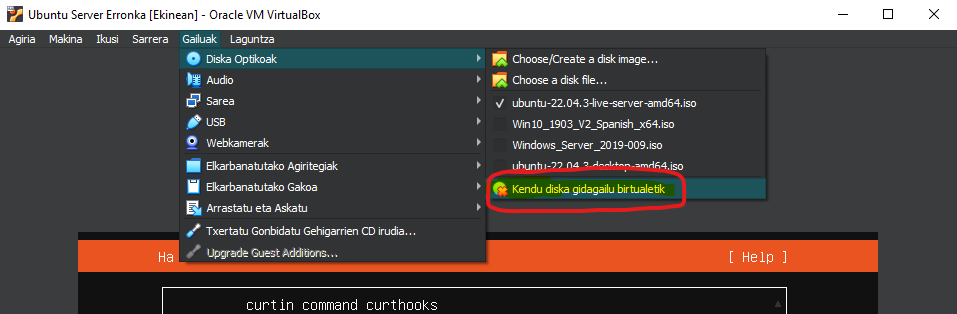 Ubuntu Server Erronka [Ekinean] - Oracle VM VirtualBox
Agiria Makina Ikusi Sarrera Gailuak Laguntza
Diska Optikoak
Audio
Sarea
USB
Webkamerak
Elkarbanatutako Agiritegiak
Elkarbanatutako Gakoa
Arrastatu eta Askatu
Txertatu Gonbidatu Gehigarrien CD irudia...
Upgrade Guest Additions...
Choose/Create a disk image...
Choose a disk file...
ubuntu-22.04.3-live-server-amd64.iso
Win10_1903_V2_Spanish_x64.iso
Windows_Server_2019-009.iso
ubuntu-22.04.3-desktop-amd64.iso
Kendu diska gidagailu birtualetik
Ha [ Help ]
curtin command curthooks